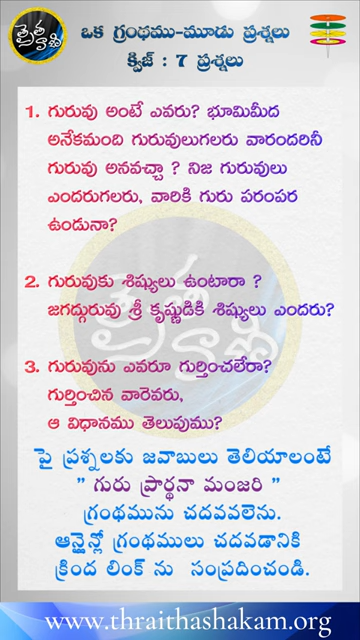 త్రైత వాణి
ఒక గ్రంథము-మూడు ప్రశ్నలు
క్విజ్ : 7 ప్రశ్నలు
1. గురువు అంటే ఎవరు? భూమిమీద
అనేకమంది గురువులుగలరు వారందరినీ
గురువు అనవచ్చా ? నిజ గురువులు
ఎందరుగలరు, వారికి గురు పరంపర
ఉండునా?
2. గురువుకు శిష్యులు ఉంటారా ?
జగద్గురువు శ్రీ కృష్ణుడికి శిష్యులు ఎందరు?
3. గురువును ఎవరూ గుర్తించలేరా?
గుర్తించిన వారెవరు,
ఆ విధానము తెలుపుము?
పై ప్రశ్నలకు జవాబులు తెలియాలంటే
" గురు ప్రార్థనా మంజరి "
గ్రంథమును చదవవలెను.
ఆన్లైన్లో గ్రంథములు చదవడానికి
క్రింద లింక్ ను సంప్రదించండి.
www.thraithashakam.org